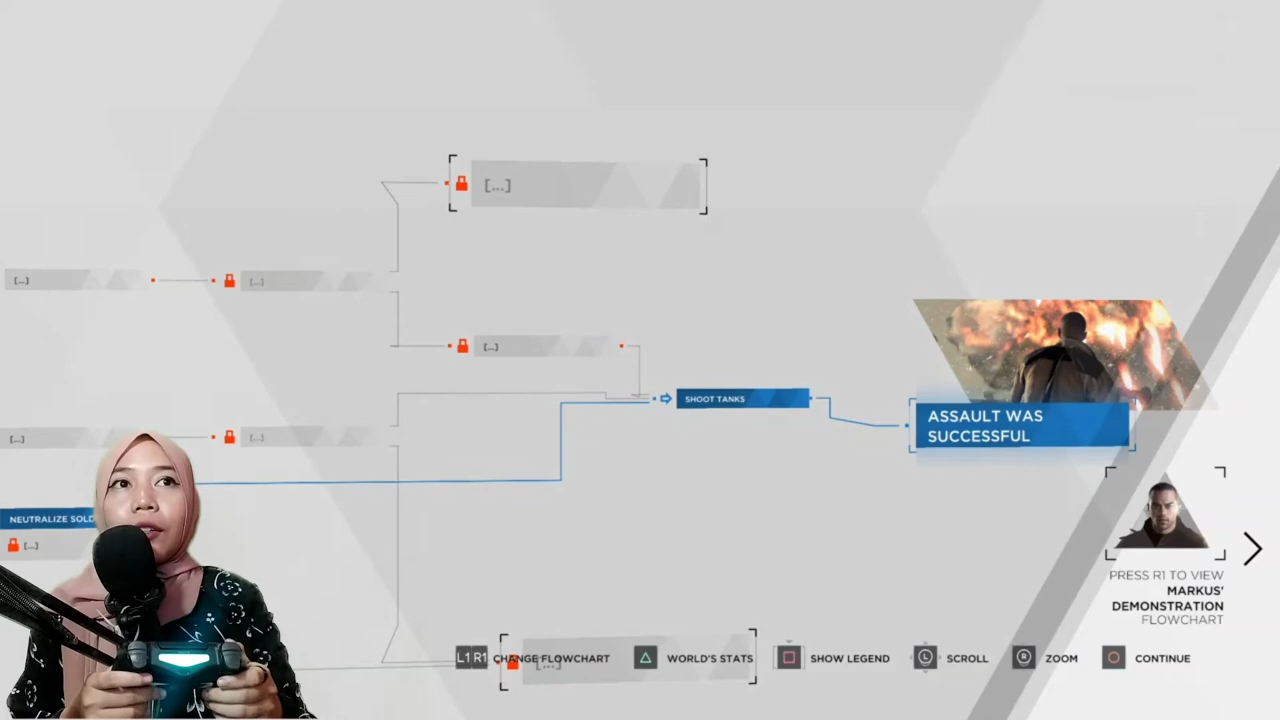 [...]
[...]
[...]
[...]
SHOOT TANKS
ASSAULT WAS
SUCCESSFUL
[...]
[...]
NEUTRALIZE SOLD
[...]
PRESS R1 TO VIEW
MARKUS'
DEMONSTRATION
FLOWCHART
[...]
L1 R1 CHANGE FLOWCHART
WORLD'S STATS
SHOW LEGEND
L SCROLL
R ZOOM
CONTINUE